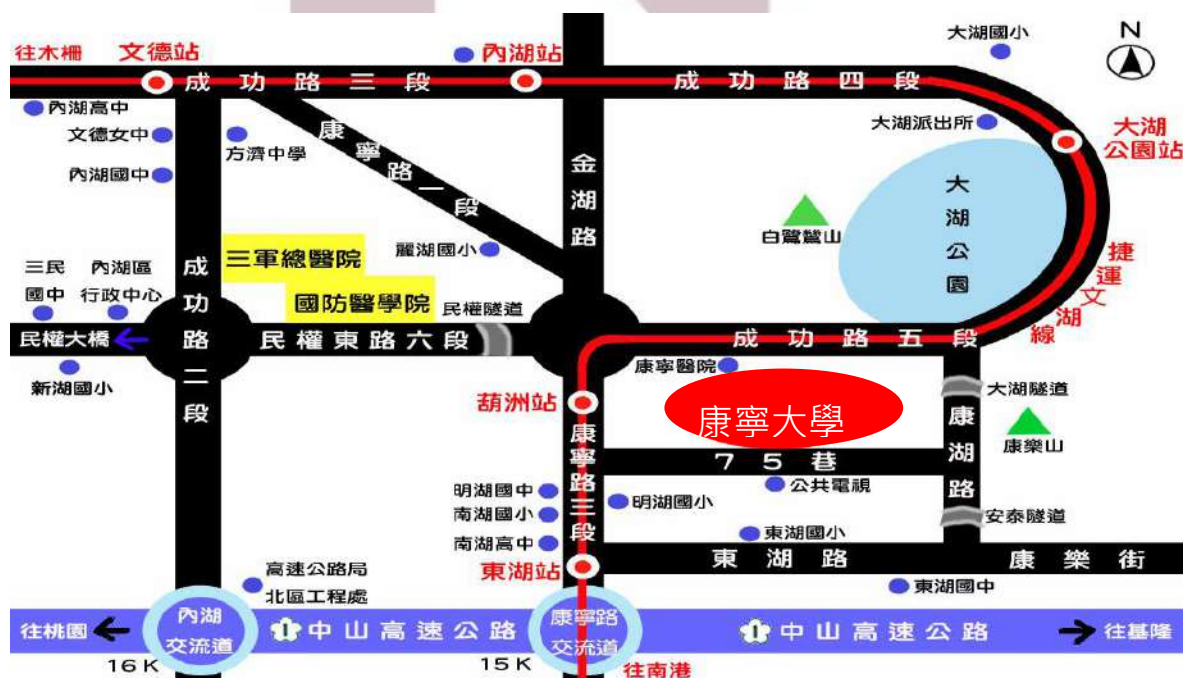 往木柵
文德站
內湖站
大湖國小
N
成功路三段
成功路四段
內湖高中
文德女中
內湖國中
方濟中學
康寧路一段
金湖路
大湖派出所
大湖
公園站
大湖公園
白鷺鷥山
三軍總醫院
國防醫學院
麗湖國小
民權隧道
三民
國中
內湖區
行政中心
成功路二段
民權大橋
民權東路六段
成功路五段
捷運文湖線
新湖國小
康寧醫院
大湖隧道
葫洲站
康寧大學
康湖路
康樂山
75巷
康寧路三段
明湖國中
明湖國小
公共電視
南湖國小
安泰隧道
南湖高中
東湖國小
東湖站
東湖路
康樂街
高速公路局
北區工程處
東湖國中
往桃園
內湖
交流道
1
中山高速公路
康寧路
交流道
1
中山高速公路
往基隆
16K
15K
往南港